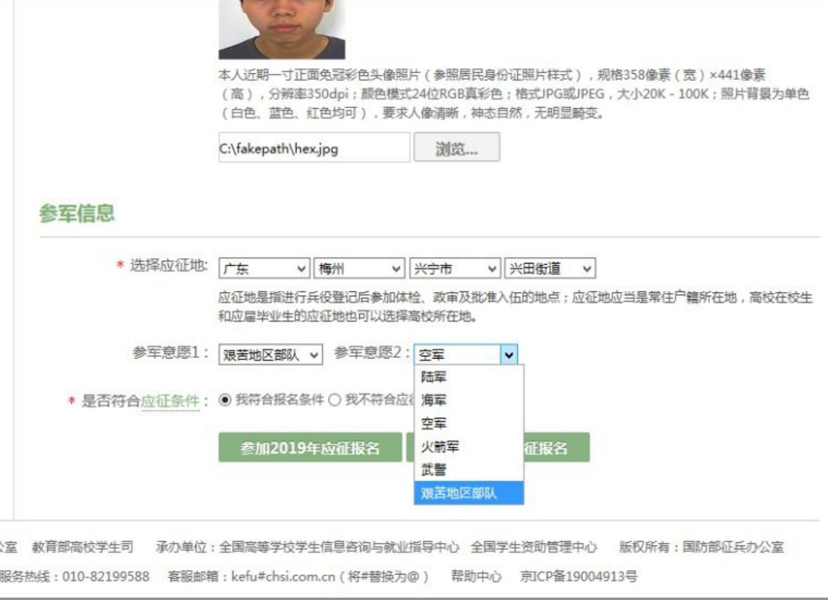 本人近期一寸正面免冠彩色头像照片（参照居民身份证照片样式），规格358像素（宽）×441像素
（高），分辨率350dpi；颜色模式24位RGB真彩色；格式JPG或JPEG，大小20K－100K；照片背景为单色
（白色、蓝色、红色均可），要求人像清晰，神态自然，无明显畸变。
C:\fakepath\hex.jpg 浏览...
参军信息
* 选择应征地: 广东 梅州 兴宁市 兴田街道
应征地是指进行兵役登记后参加体检、政审及批准入伍的地点；应征地应当是常住户籍所在地，高校在校生
和应届毕业生的应征地也可以选择高校所在地。
参军意愿1： 艰苦地区部队 参军意愿2： 空军
陆军
海军
* 是否符合应征条件： 我符合报名条件 我不符合应征
空军
火箭军
参加2019年应征报名 征报名
武警
艰苦地区部队
公室 教育部高校学生司 承办单位：全国高等学校学生信息咨询与就业指导中心 全国学生资助管理中心 版权所有：国防部征兵办公室
服务热线：010-82199588 客服邮箱：kefu#chsi.com.cn（将#替换为@） 帮助中心 京ICP备19004913号